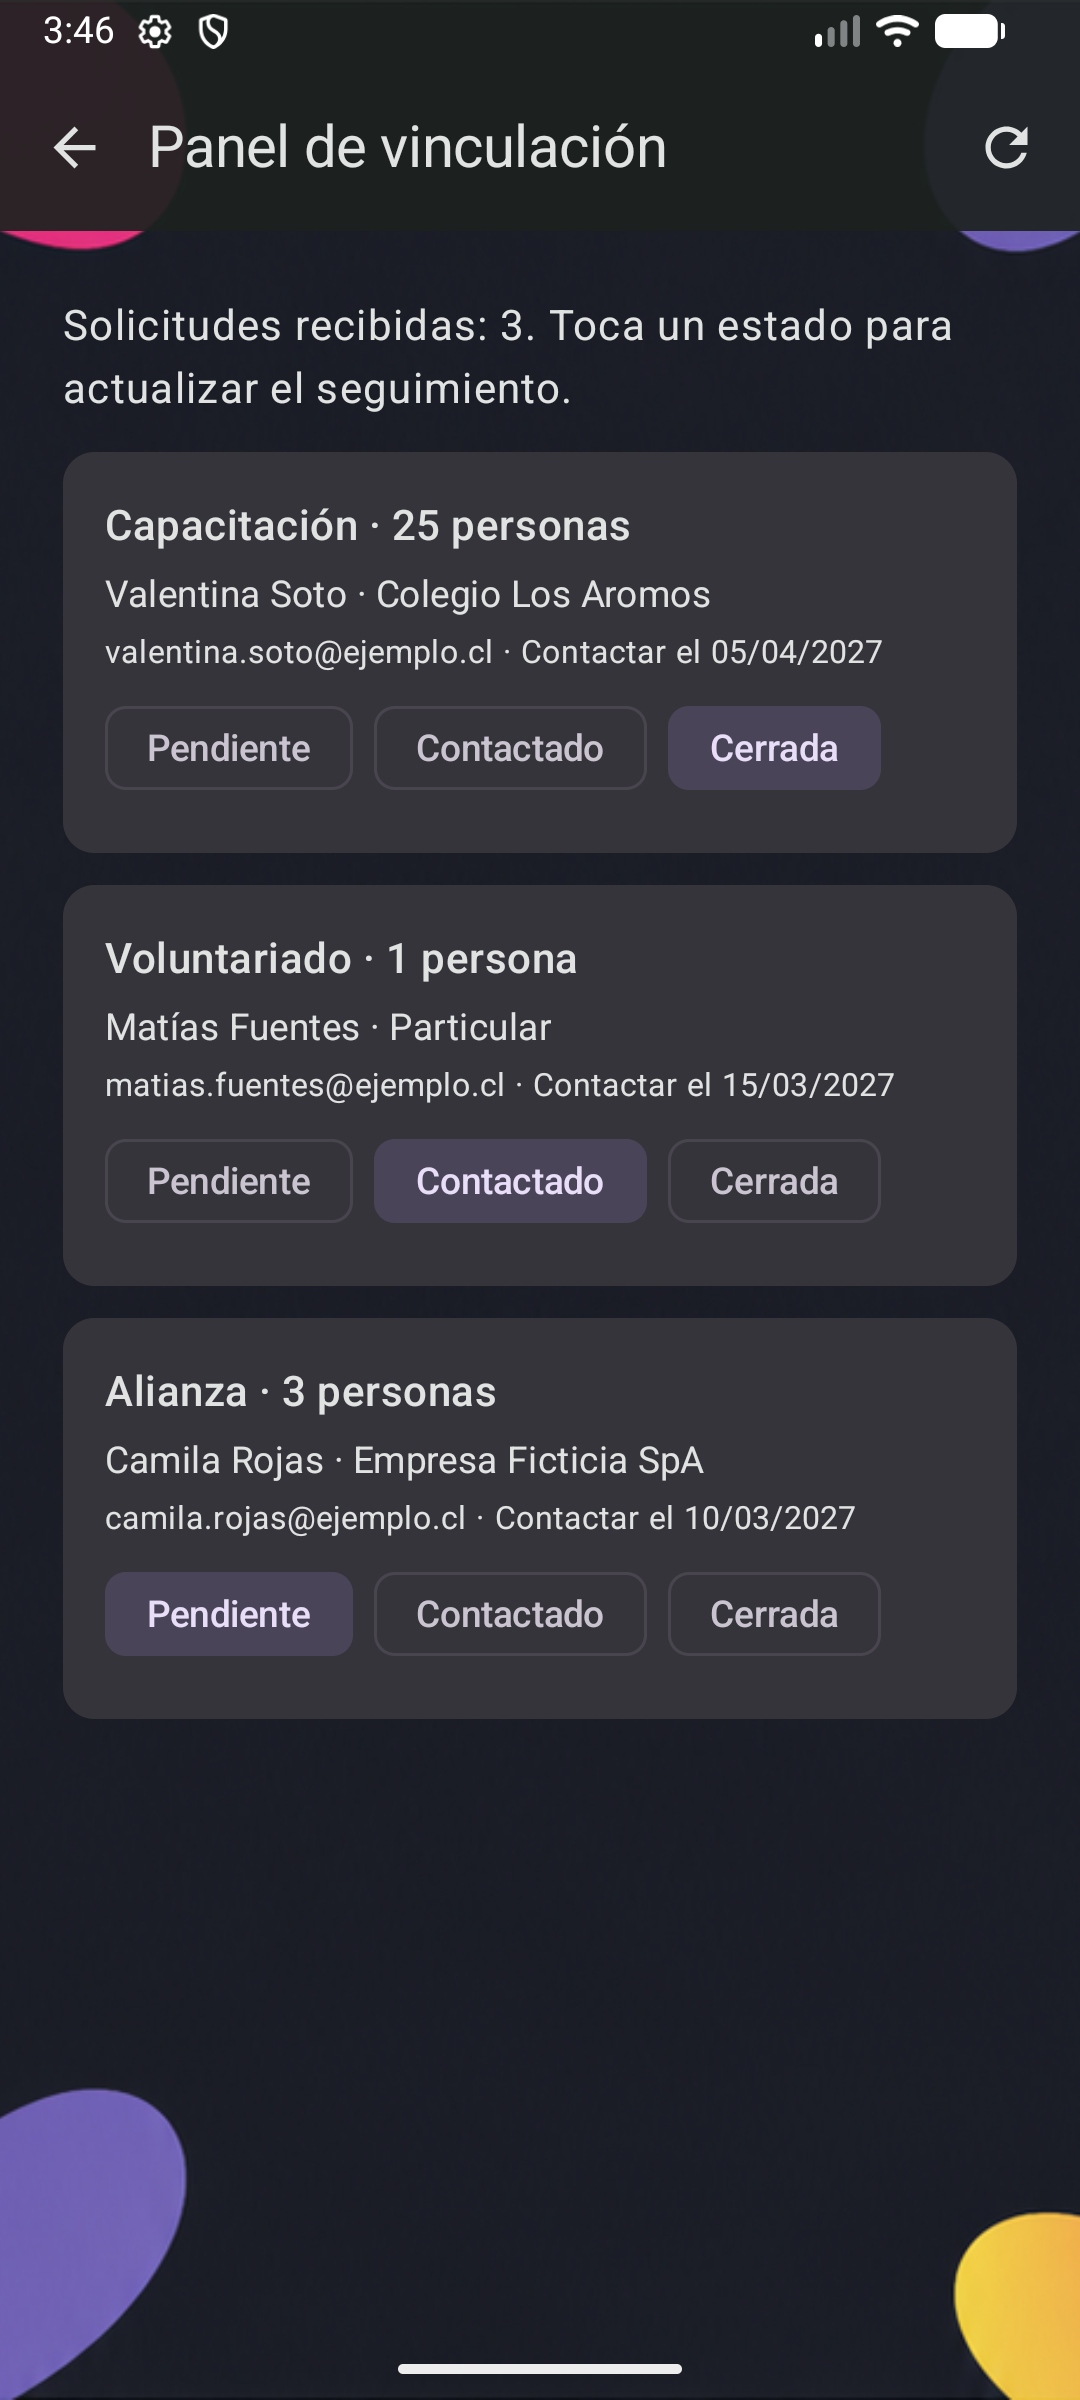 3:46
Panel de vinculación
Solicitudes recibidas: 3. Toca un estado para
actualizar el seguimiento.
Capacitación · 25 personas
Valentina Soto · Colegio Los Aromos
valentina.soto@ejemplo.cl · Contactar el 05/04/2027
Pendiente Contactado Cerrada
Voluntariado · 1 persona
Matías Fuentes · Particular
matias.fuentes@ejemplo.cl · Contactar el 15/03/2027
Pendiente Contactado Cerrada
Alianza · 3 personas
Camila Rojas · Empresa Ficticia SpA
camila.rojas@ejemplo.cl · Contactar el 10/03/2027
Pendiente Contactado Cerrada